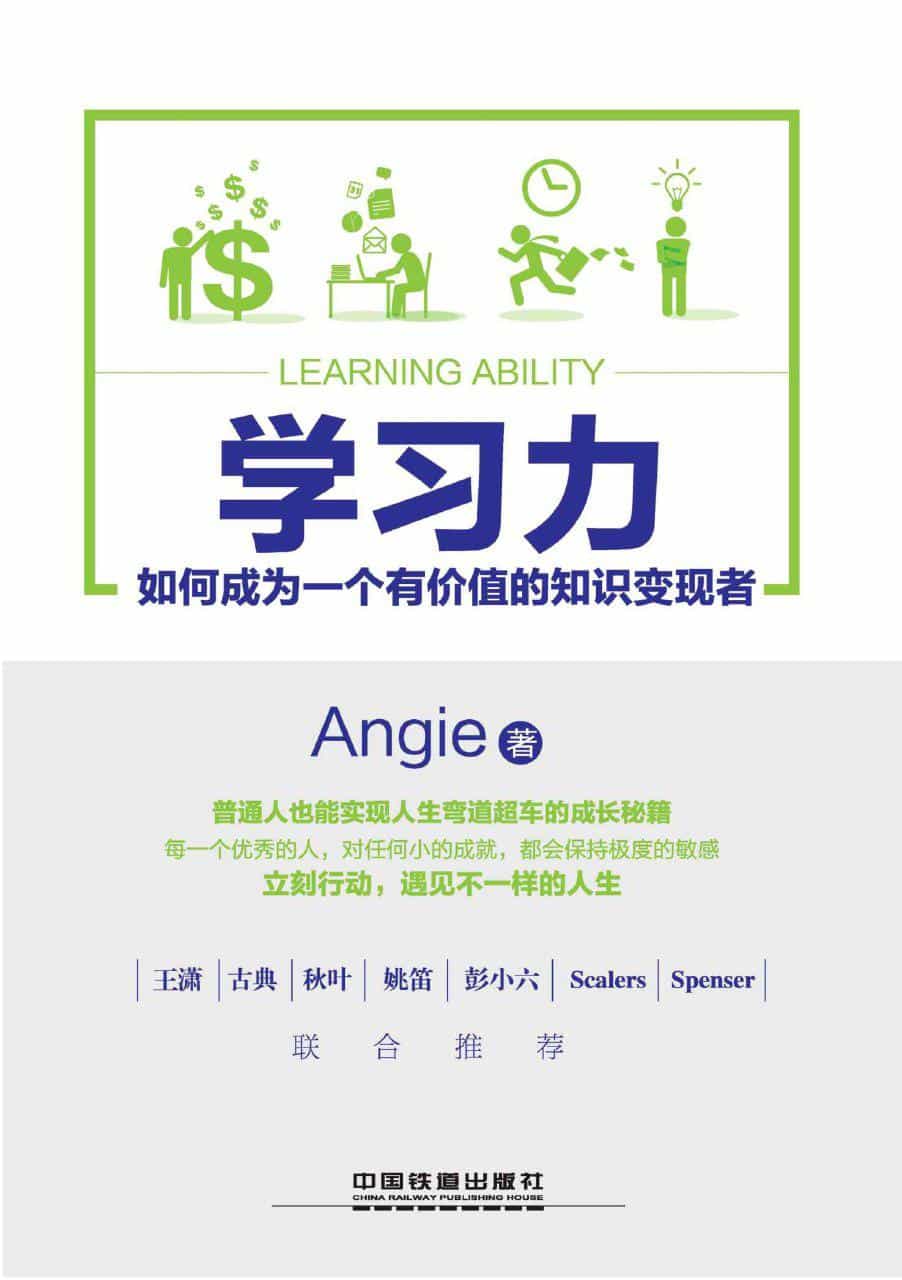 $ $ $ $ $ $
$
31
LEARNING ABILITY
学习力
如何成为一个有价值的知识变现者
Angie 著
普通人也能实现人生弯道超车的成长秘籍
每一个优秀的人，对任何小的成就，都会保持极度的敏感
立刻行动，遇见不一样的人生
王潇 古典 秋叶 姚笛 彭小六 Scalers Spenser
联合推荐
中国铁道出版社
CHINA RAILWAY PUBLISHING HOUSE